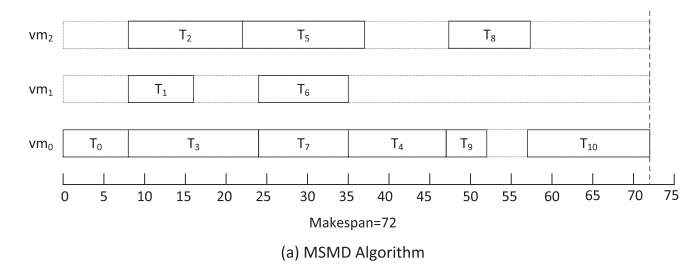 vm₂ T₂ T₅ T₈
vm₁ T₁ T₆
vm₀ T₀ T₃ T₇ T₄ T₉ T₁₀
0 5 10 15 20 25 30 35 40 45 50 55 60 65 72 75
Makespan=72
(a) MSMD Algorithm